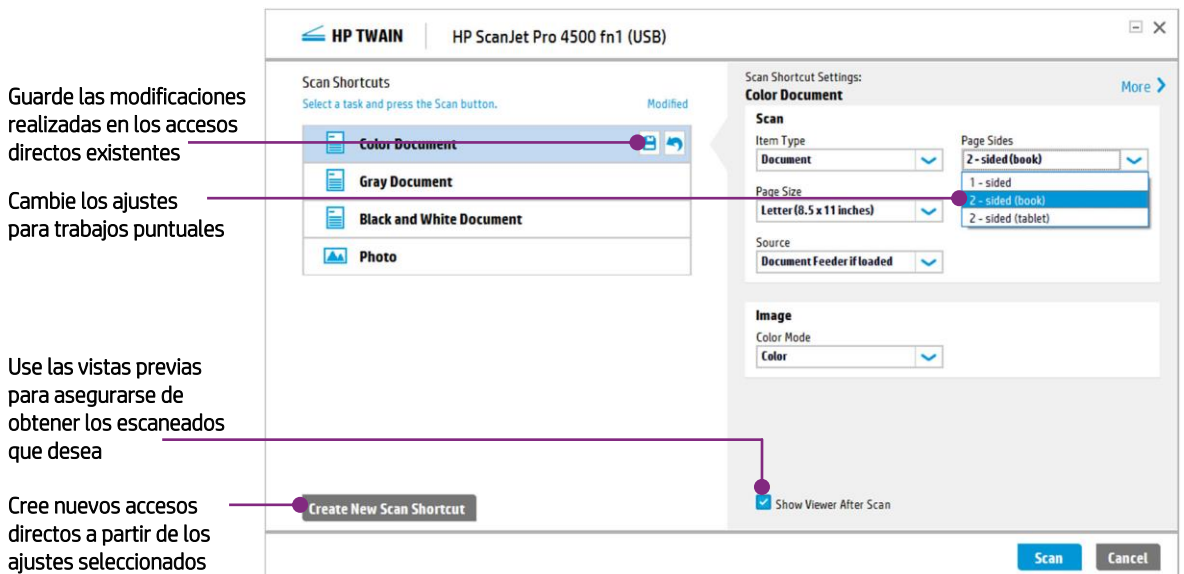 HP TWAIN
HP ScanJet Pro 4500 fn1 (USB)
Guarde las modificaciones
realizadas en los accesos
directos existentes
Cambie los ajustes
para trabajos puntuales
Use las vistas previas
para asegurarse de
obtener los escaneados
que desea
Cree nuevos accesos
directos a partir de los
ajustes seleccionados
Scan Shortcuts
Select a task and press the Scan button.
Modified
Color Document
Gray Document
Black and White Document
Photo
Create New Scan Shortcut
Scan Shortcut Settings:
Color Document
More
Scan
Item Type
Document
Page Sides
2 - sided (book)
1 - sided
2 - sided (book)
2 - sided (tablet)
Page Size
Letter (8.5 x 11 inches)
Source
Document Feeder if loaded
Image
Color Mode
Color
Show Viewer After Scan
Scan
Cancel